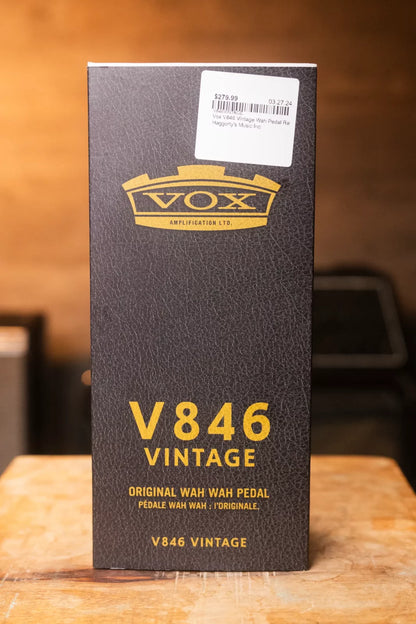 $279.99 03.27.24
Vox V846 Vintage Wah Pedal Re
Haggerty's Music Inc
VOX
AMPLIFICATION LTD.
V846
VINTAGE
ORIGINAL WAH WAH PEDAL
PÉDALE WAH WAH ; l'ORIGINALE.
V846 VINTAGE